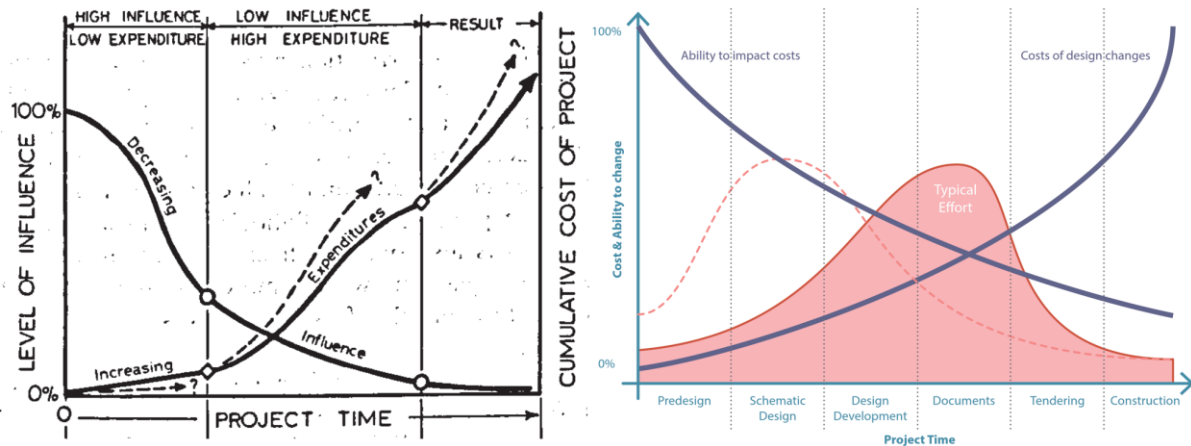 HIGH INFLUENCE
LOW EXPENDITURE
LOW INFLUENCE
HIGH EXPENDITURE
RESULT
LEVEL OF INFLUENCE
100%
0%
Decreasing
Increasing
Expenditures
Influence
?
?
?
0
PROJECT TIME
CUMULATIVE COST OF PROJECT
100%
Ability to impact costs
Costs of design changes
Typical
Effort
Cost & Ability to change
0%
Predesign
Schematic
Design
Design
Development
Documents
Tendering
Construction
Project Time